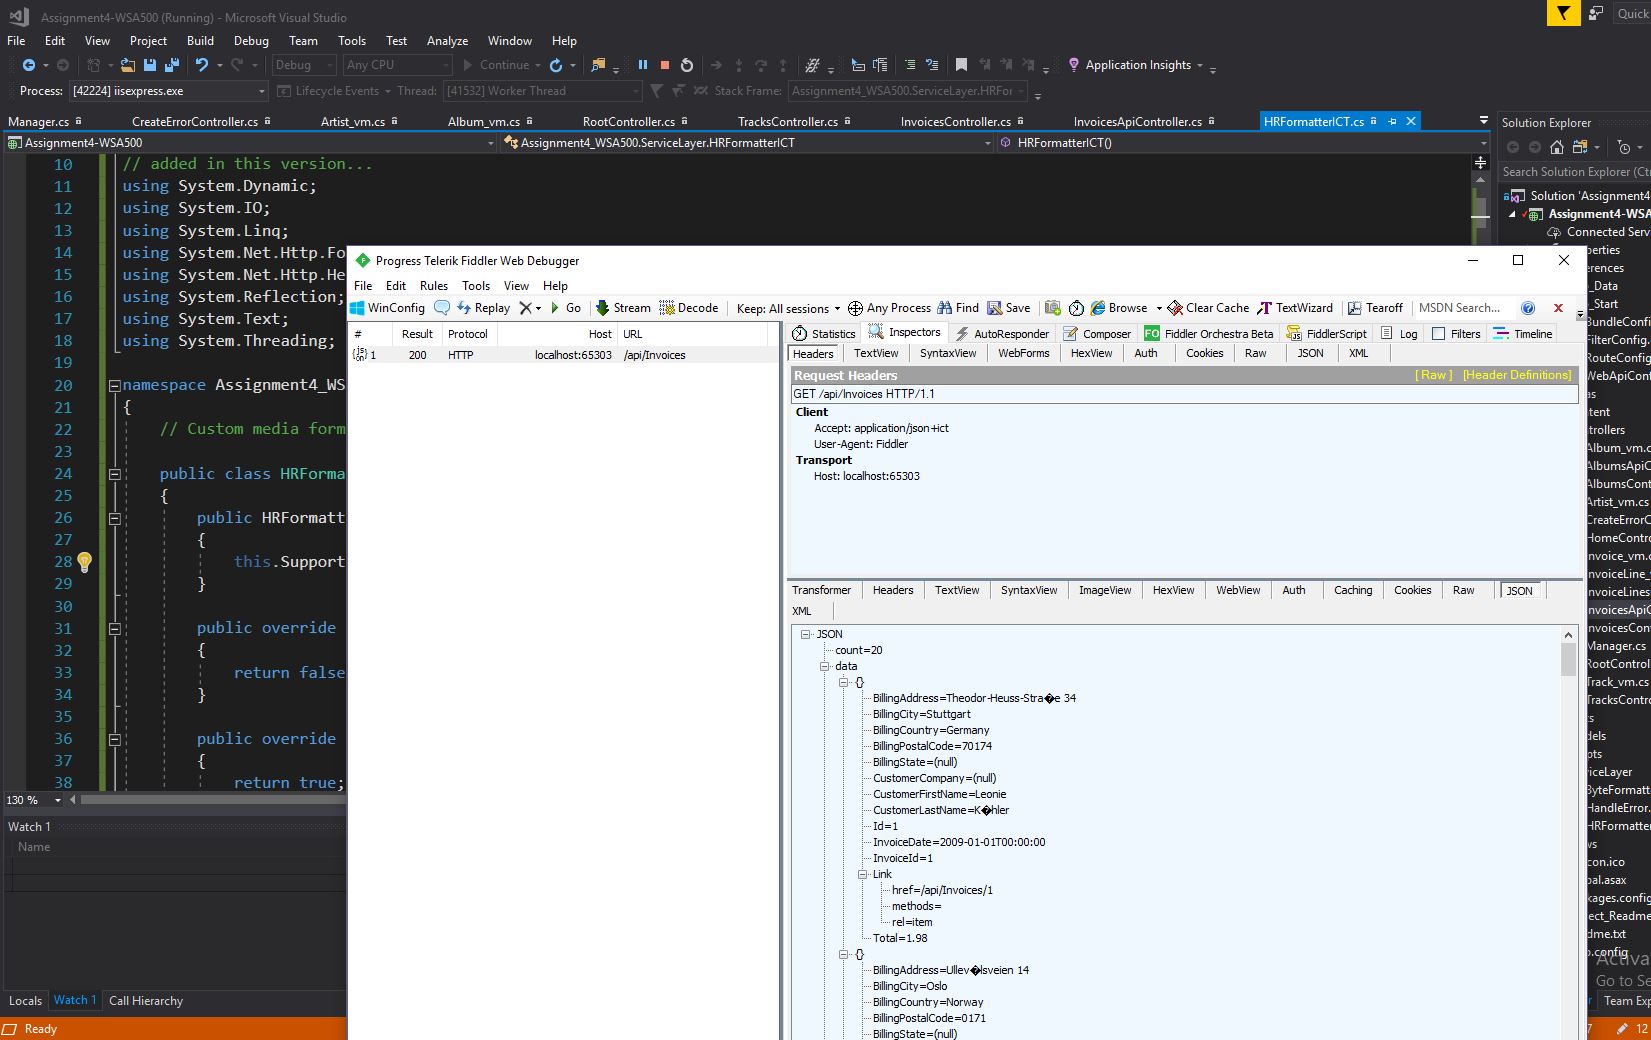 Assignment4-WSA500 (Running) - Microsoft Visual Studio
Quick
File Edit View Project Build Debug Team Tools Test Analyze Window Help
Debug Any CPU Continue Application Insights
Process: [42224] iisexpress.exe Lifecycle Events Thread: [41532] Worker Thread Stack Frame: Assignment4_WSA500.ServiceLayer.HRFor
Manager.cs CreateErrorController.cs Artist_vm.cs Album_vm.cs RootController.cs TracksController.cs InvoicesController.cs InvoicesApiController.cs HRFormatterICT.cs
Assignment4-WSA500 Assignment4_WSA500.ServiceLayer.HRFormatterICT HRFormatterICT()
10 // added in this version...
11 using System.Dynamic;
12 using System.IO;
13 using System.Linq;
14 using System.Net.Http.Fo
15 using System.Net.Http.He
16 using System.Reflection;
17 using System.Text;
18 using System.Threading;
19
20 namespace Assignment4_WS
21 {
22 // Custom media form
23
24 public class HRForma
25 {
26 public HRFormatt
27 {
28 this.Support
29 }
30
31 public override
32 {
33 return false
34 }
35
36 public override
37 {
38 return true;
130 %
Watch 1
Name
Locals Watch 1 Call Hierarchy
Ready
Progress Telerik Fiddler Web Debugger
File Edit Rules Tools View Help
WinConfig Replay Go Stream Decode Keep: All sessions Any Process Find Save Browse Clear Cache TextWizard Tearoff MSDN Search...
# Result Protocol Host URL
1 200 HTTP localhost:65303 /api/Invoices
Statistics Inspectors AutoResponder Composer FO Fiddler Orchestra Beta FiddlerScript Log Filters Timeline
Headers TextView SyntaxView WebForms HexView Auth Cookies Raw JSON XML
Request Headers [ Raw ] [Header Definitions]
GET /api/Invoices HTTP/1.1
Client
Accept: application/json+ict
User-Agent: Fiddler
Transport
Host: localhost:65303
Transformer Headers TextView SyntaxView ImageView HexView WebView Auth Caching Cookies Raw JSON
XML
JSON
count=20
data
{}
BillingAddress=Theodor-Heuss-Stra�e 34
BillingCity=Stuttgart
BillingCountry=Germany
BillingPostalCode=70174
BillingState=(null)
CustomerCompany=(null)
CustomerFirstName=Leonie
CustomerLastName=K�hler
Id=1
InvoiceDate=2009-01-01T00:00:00
InvoiceId=1
Link
href=/api/Invoices/1
methods=
rel=item
Total=1.98
{}
BillingAddress=Ullev�lsveien 14
BillingCity=Oslo
BillingCountry=Norway
BillingPostalCode=0171
BillingState=(null)
Solution Explorer
Search Solution Explorer (Ct
Solution 'Assignment4
Assignment4-WSA
Connected Serv
perties
erences
_Data
_Start
BundleConfi
FilterConfig.
RouteConfig
WebApiCont
as
tent
trollers
Album_vm.c
AlbumsApiC
AlbumsCont
Artist_vm.cs
CreateErrorC
HomeContro
nvoice_vm.c
nvoiceLine_
nvoiceLines
nvoicesApiC
nvoicesCon
Manager.cs
RootControl
Track_vm.cs
TracksContro
ts
dels
pts
viceLayer
ByteFormatt
HandleError.
HRFormatter
ws
con.ico
bal.asax
kages.config
ect_Readme
dme.txt
b.config
Activa
Go to Se
Team Exp
12